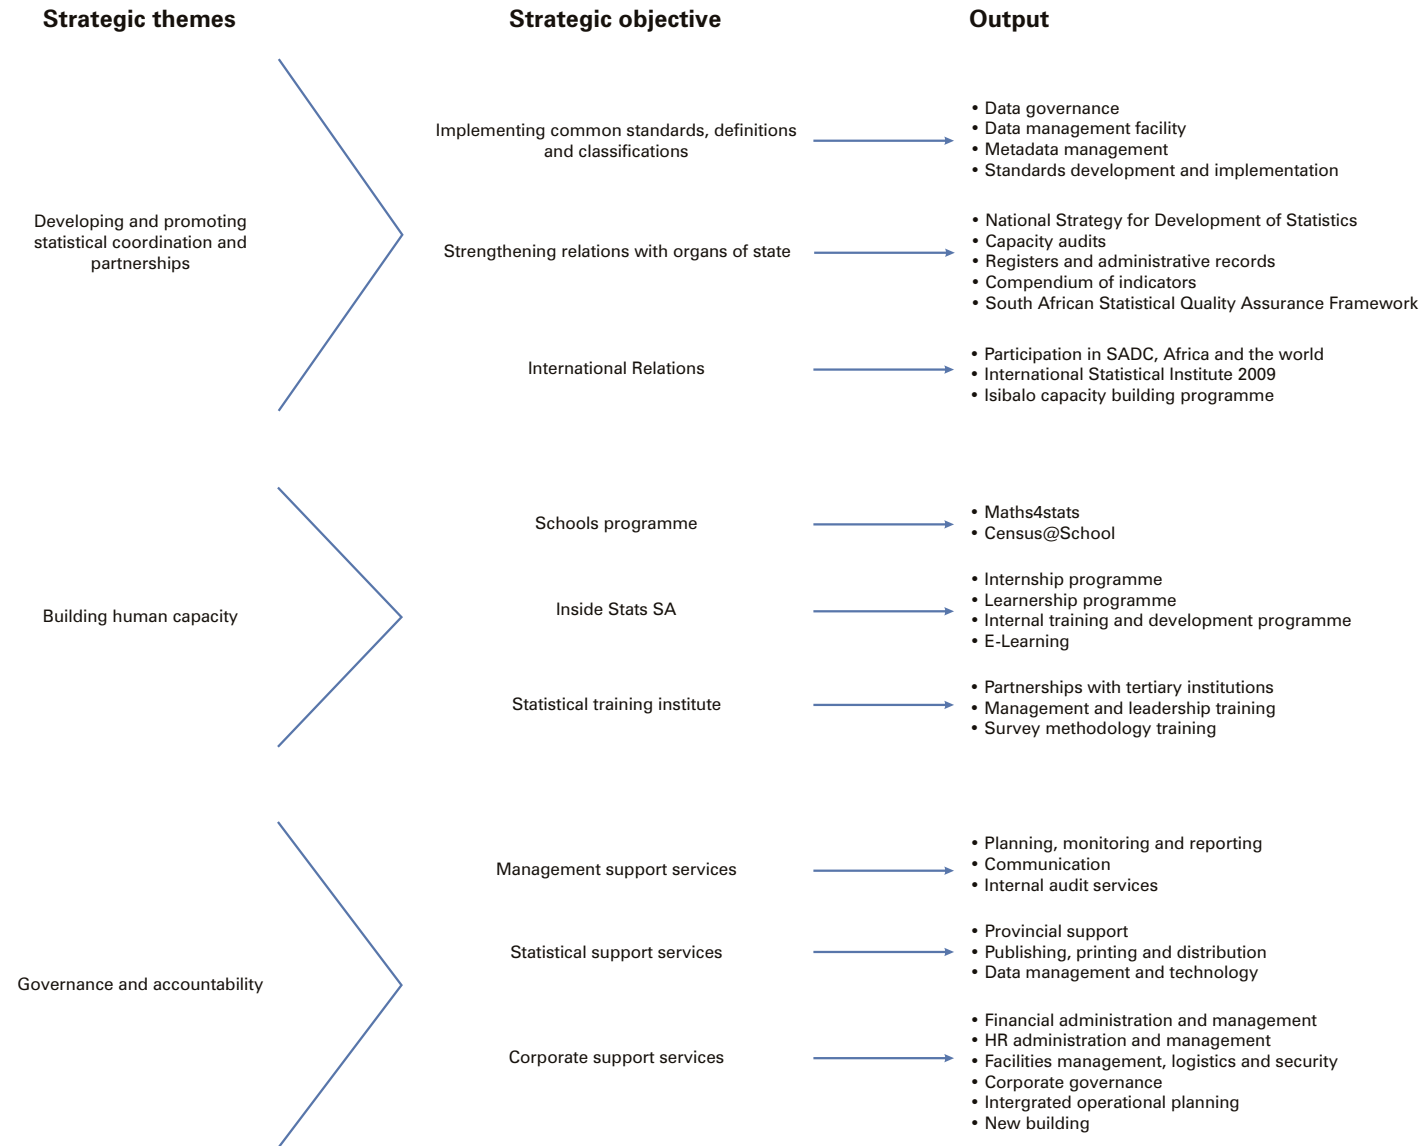 Strategic themes
Strategic objective
Output
Developing and promoting
statistical coordination and
partnerships
Implementing common standards, definitions
and classifications
• Data governance
• Data management facility
• Metadata management
• Standards development and implementation
Strengthening relations with organs of state
• National Strategy for Development of Statistics
• Capacity audits
• Registers and administrative records
• Compendium of indicators
• South African Statistical Quality Assurance Framework
International Relations
• Participation in SADC, Africa and the world
• International Statistical Institute 2009
• Isibalo capacity building programme
Building human capacity
Schools programme
• Maths4stats
• Census@School
Inside Stats SA
• Internship programme
• Learnership programme
• Internal training and development programme
• E-Learning
Statistical training institute
• Partnerships with tertiary institutions
• Management and leadership training
• Survey methodology training
Governance and accountability
Management support services
• Planning, monitoring and reporting
• Communication
• Internal audit services
Statistical support services
• Provincial support
• Publishing, printing and distribution
• Data management and technology
Corporate support services
• Financial administration and management
• HR administration and management
• Facilities management, logistics and security
• Corporate governance
• Intergrated operational planning
• New building